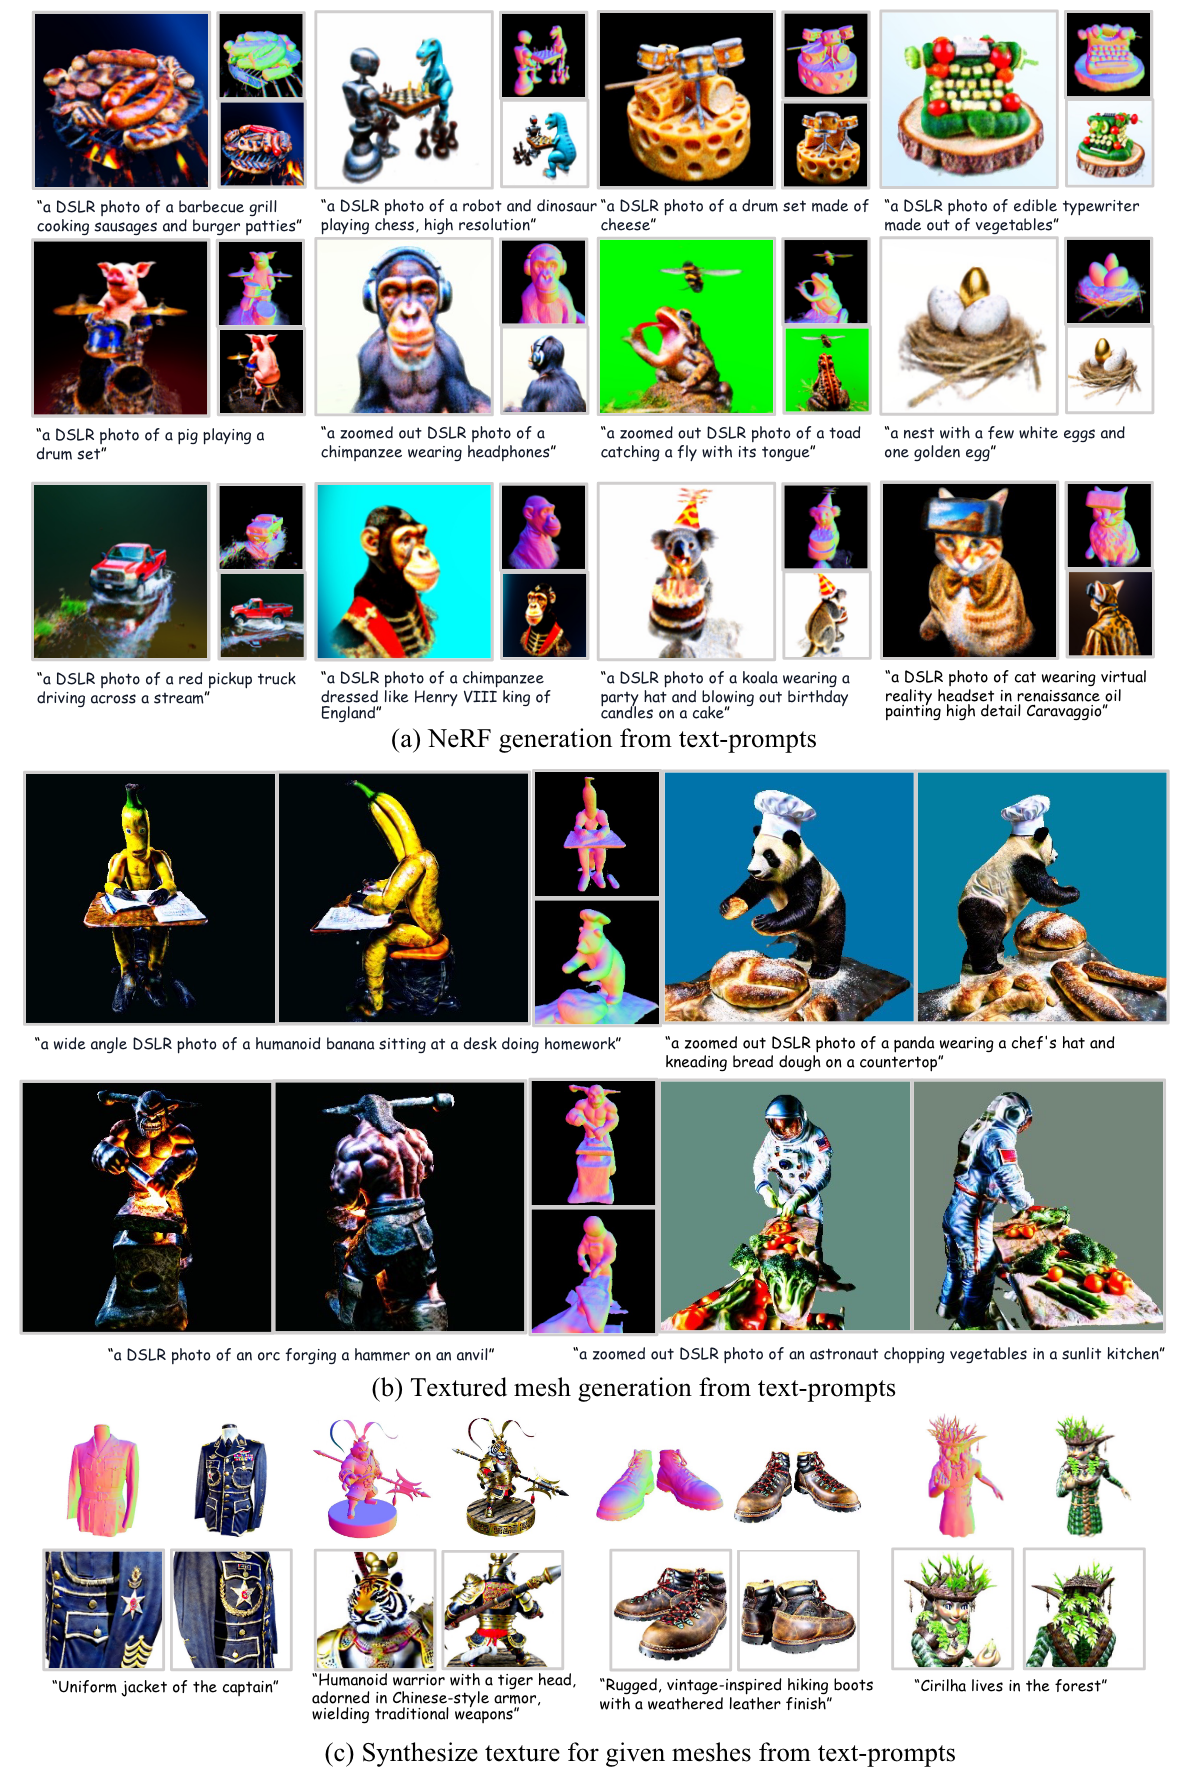 “a DSLR photo of a barbecue grill
cooking sausages and burger patties”
“a DSLR photo of a robot and dinosaur
playing chess, high resolution”
“a DSLR photo of a drum set made of
cheese”
“a DSLR photo of edible typewriter
made out of vegetables”
“a DSLR photo of a pig playing a
drum set”
“a zoomed out DSLR photo of a
chimpanzee wearing headphones”
“a zoomed out DSLR photo of a toad
catching a fly with its tongue”
“a nest with a few white eggs and
one golden egg”
“a DSLR photo of a red pickup truck
driving across a stream”
“a DSLR photo of a chimpanzee
dressed like Henry VIII king of
England”
“a DSLR photo of a koala wearing a
party hat and blowing out birthday
candles on a cake”
“a DSLR photo of cat wearing virtual
reality headset in renaissance oil
painting high detail Caravaggio”
(a) NeRF generation from text-prompts
“a wide angle DSLR photo of a humanoid banana sitting at a desk doing homework”
“a zoomed out DSLR photo of a panda wearing a chef's hat and
kneading bread dough on a countertop”
“a DSLR photo of an orc forging a hammer on an anvil”
“a zoomed out DSLR photo of an astronaut chopping vegetables in a sunlit kitchen”
(b) Textured mesh generation from text-prompts
“Uniform jacket of the captain”
“Humanoid warrior with a tiger head,
adorned in Chinese-style armor,
wielding traditional weapons”
“Rugged, vintage-inspired hiking boots
with a weathered leather finish”
“Cirilha lives in the forest”
(c) Synthesize texture for given meshes from text-prompts